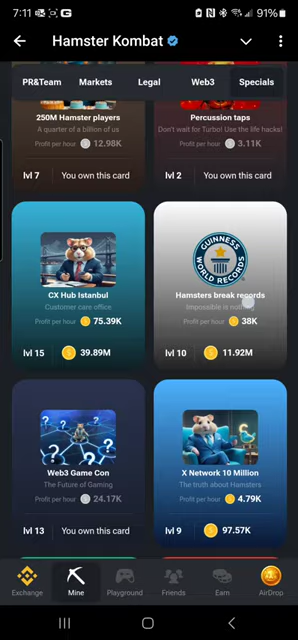 7:11
91%
Hamster Kombat
PR&Team Markets Legal Web3 Specials
250M Hamster players
A quarter of a billion of us
Profit per hour 12.98K
lvl 7 You own this card
Percussion taps
Don't wait for Turbo! Use the life hacks!
Profit per hour 3.11K
lvl 2 You own this card
CX Hub Istanbul
Customer care office
Profit per hour 75.39K
lvl 15 39.89M
GUINNESS
WORLD RECORDS
Hamsters break records
Impossible is nothing
Profit per hour 38K
lvl 10 11.92M
Web3 Game Con
The Future of Gaming
Profit per hour 24.17K
lvl 13 You own this card
X Network 10 Million
The truth about Hamsters
Profit per hour 4.79K
lvl 9 97.57K
Exchange Mine Playground Friends Earn AirDrop